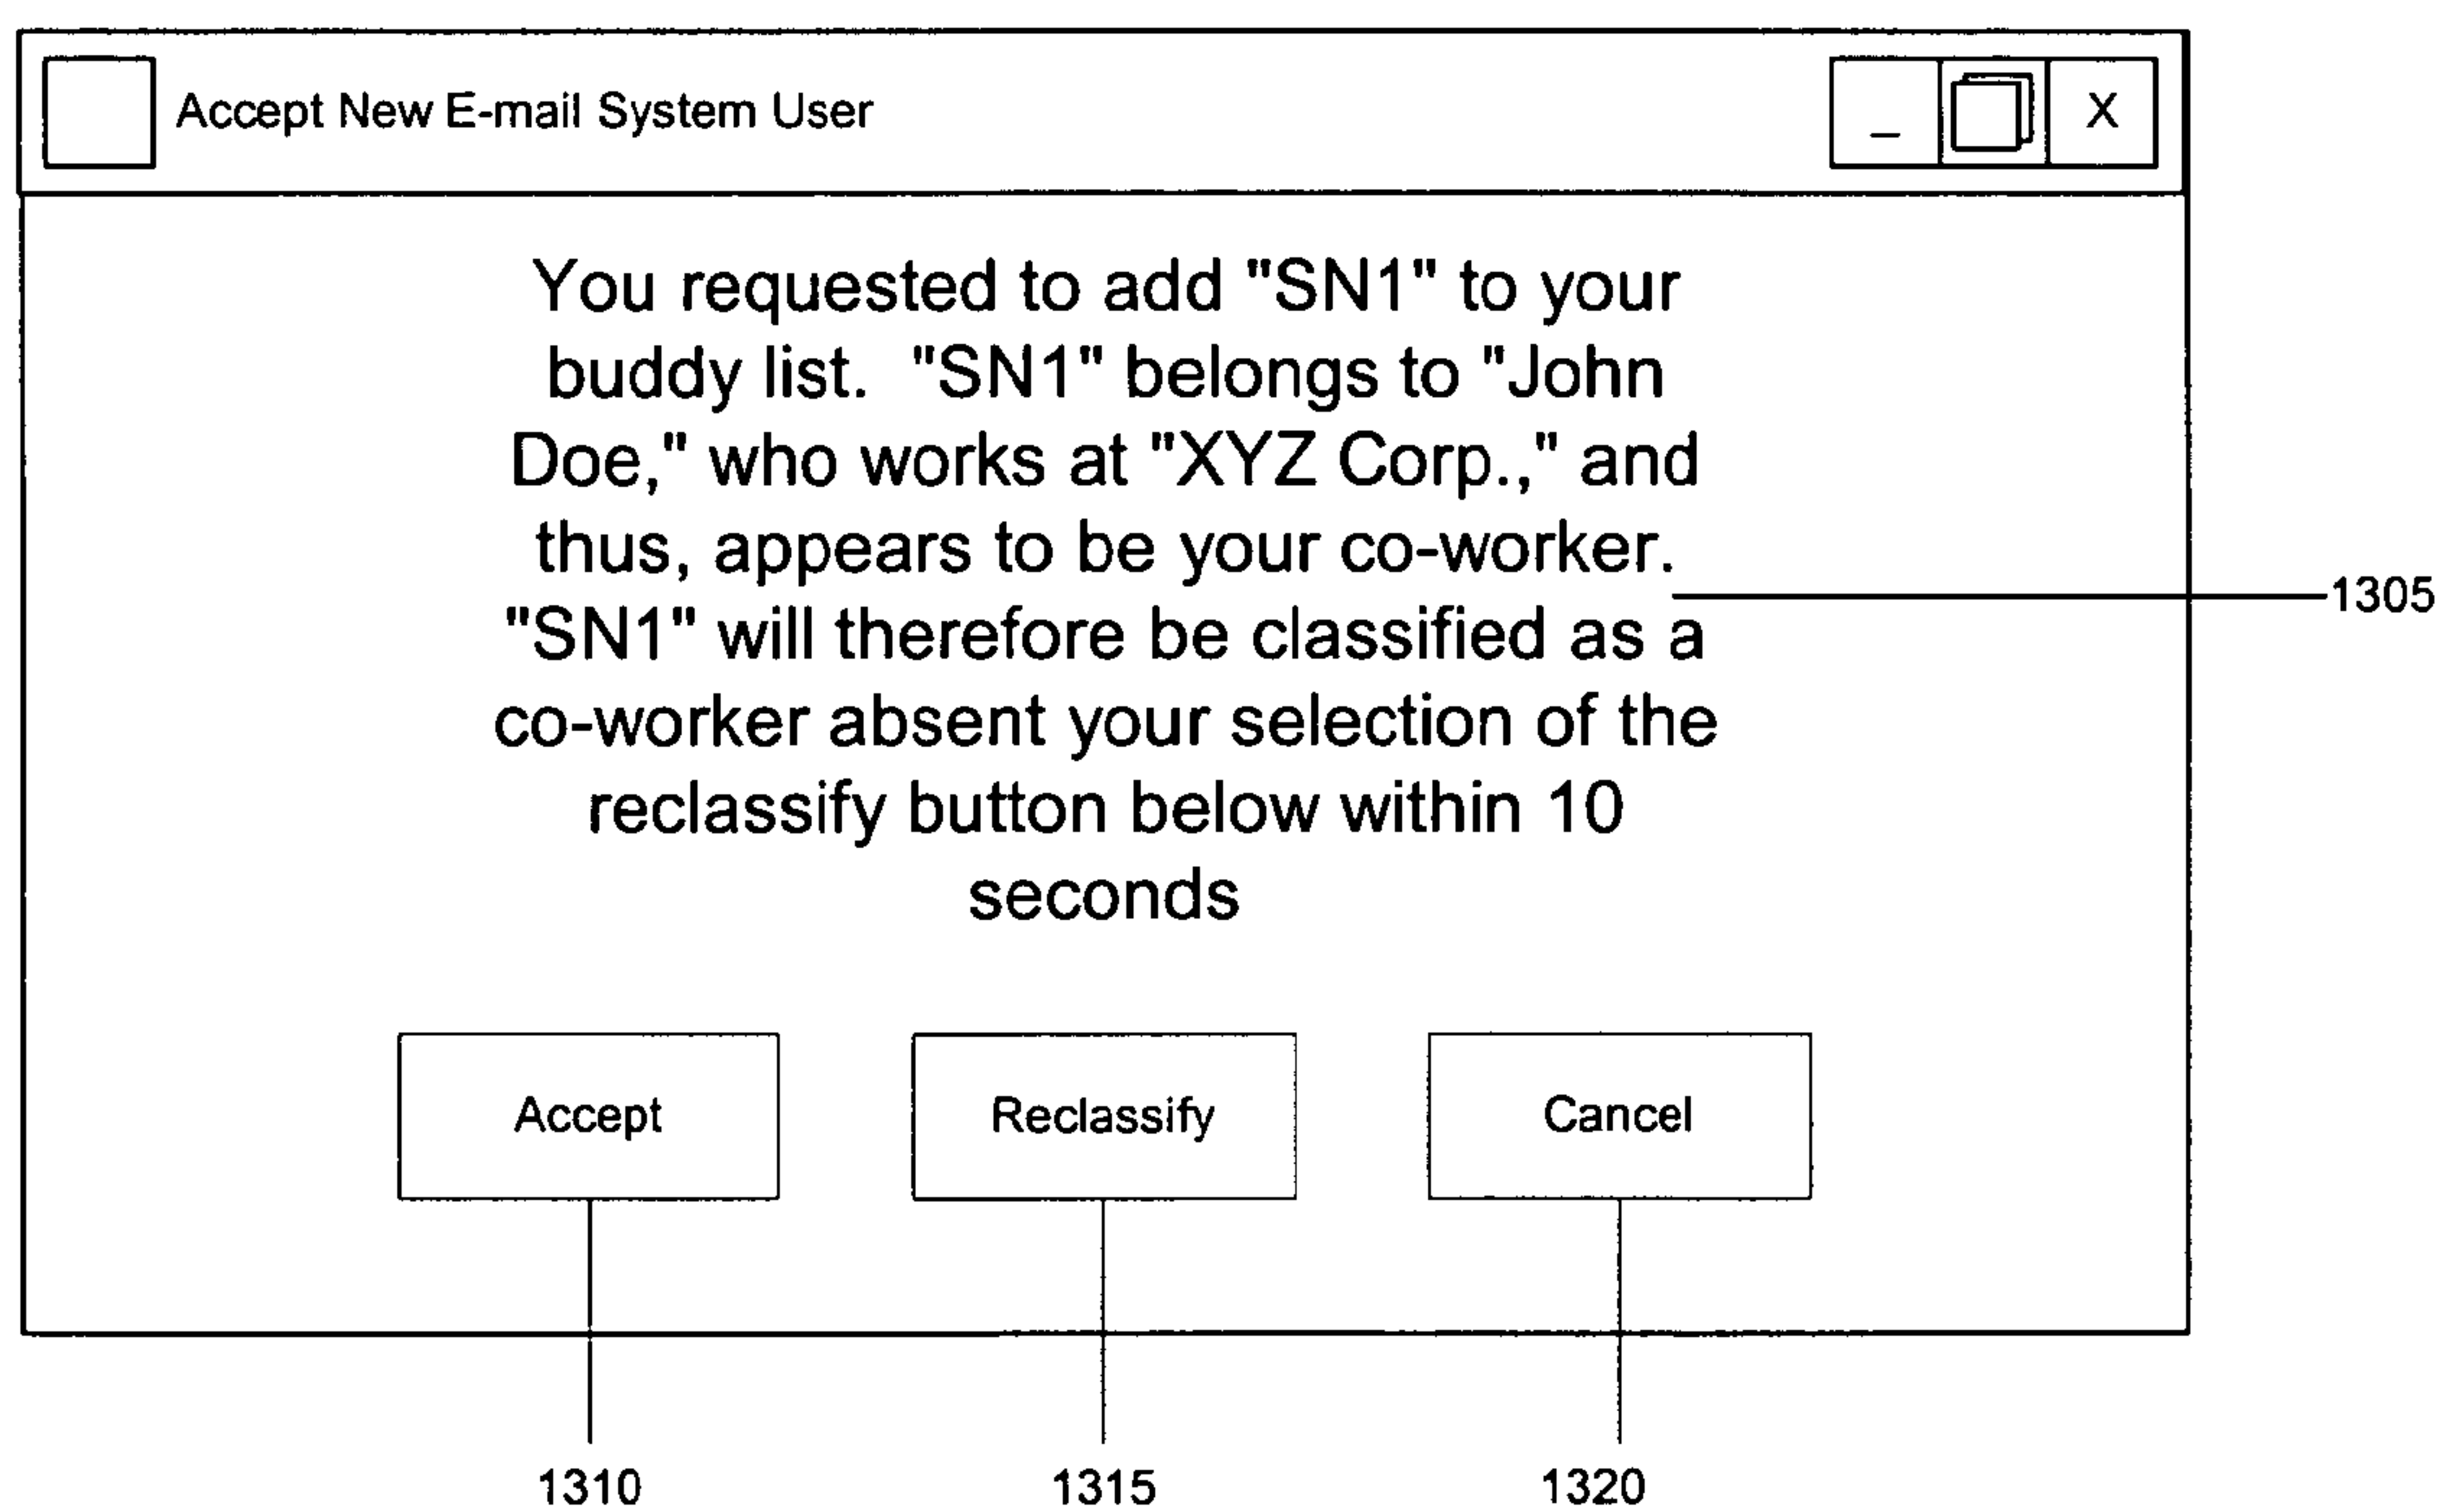 Accept New E-mail System User
_
X
You requested to add "SN1" to your
buddy list.  "SN1" belongs to "John
Doe," who works at "XYZ Corp.," and
thus, appears to be your co-worker.
1305
"SN1" will therefore be classified as a
co-worker absent your selection of the
reclassify button below within 10
seconds
Accept
Reclassify
Cancel
1310
1315
1320